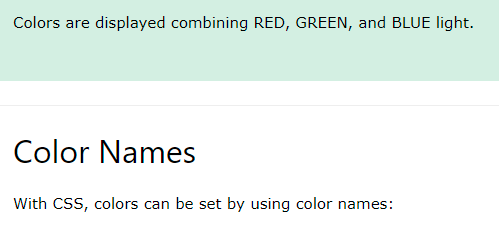 Colors are displayed combining RED, GREEN, and BLUE light.
Color Names
With CSS, colors can be set by using color names: